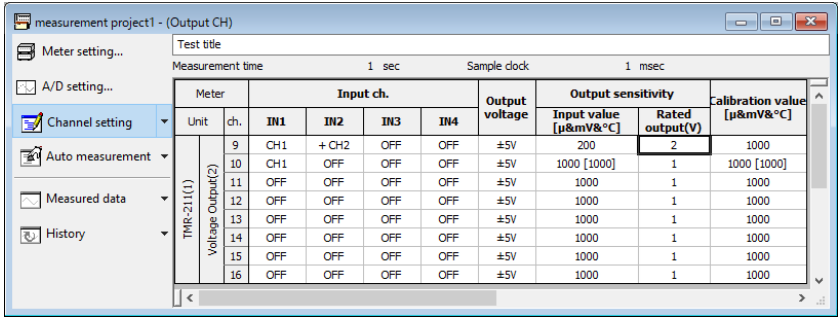 measurement project1 - (Output CH)
Meter setting...
A/D setting...
Channel setting
Auto measurement
Measured data
History
Test title
Measurement time 1 sec Sample clock 1 msec
Meter Input ch. Output voltage Output sensitivity Calibration value [µ&mV&°C]
Unit ch. IN1 IN2 IN3 IN4 Input value [µ&mV&°C] Rated output(V)
TMR-211(1)
Voltage Output(2)
9 CH1 + CH2 OFF OFF ±5V 200 2 1000
10 CH1 OFF OFF OFF ±5V 1000 [1000] 1 1000 [1000]
11 OFF OFF OFF OFF ±5V 1000 1 1000
12 OFF OFF OFF OFF ±5V 1000 1 1000
13 OFF OFF OFF OFF ±5V 1000 1 1000
14 OFF OFF OFF OFF ±5V 1000 1 1000
15 OFF OFF OFF OFF ±5V 1000 1 1000
16 OFF OFF OFF OFF ±5V 1000 1 1000